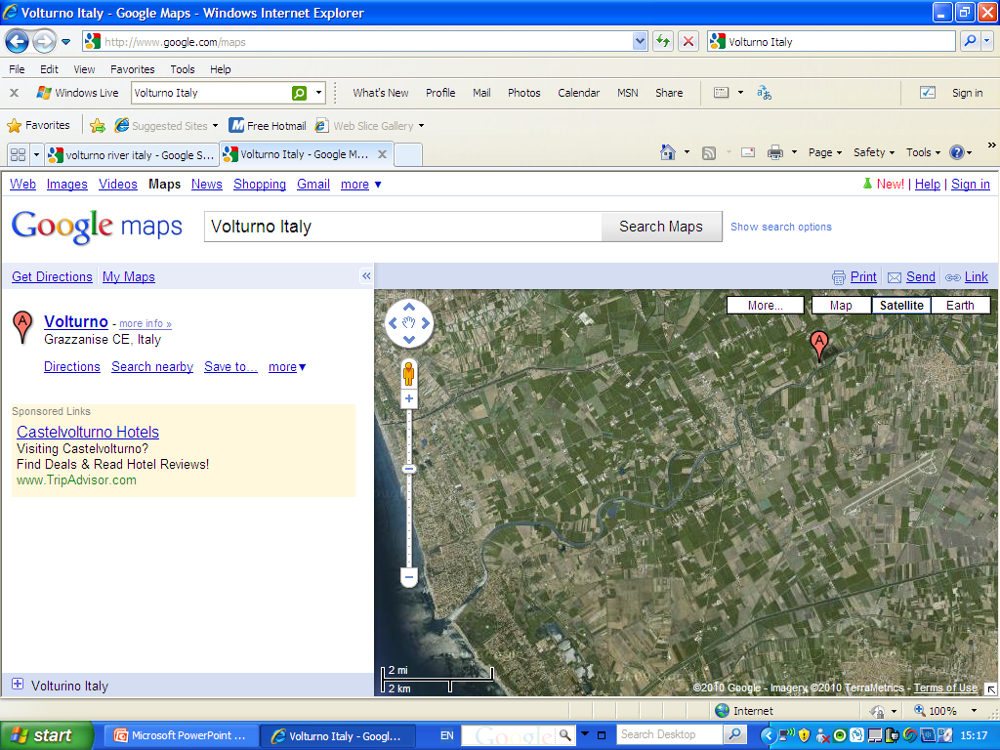 Volturno Italy - Google Maps - Windows Internet Explorer
http://www.google.com/maps
Volturno Italy
File Edit View Favorites Tools Help
Windows Live Volturno Italy What's New Profile Mail Photos Calendar MSN Share Sign in
Favorites Suggested Sites Free Hotmail Web Slice Gallery
volturno river italy - Google S... Volturno Italy - Google M... Page Safety Tools
Web Images Videos Maps News Shopping Gmail more ▼ New! | Help | Sign in
Google maps Volturno Italy Search Maps Show search options
Get Directions My Maps « Print Send Link
More... Map Satellite Earth
A Volturno - more info »
A
Grazzanise CE, Italy
Directions Search nearby Save to... more▼
Sponsored Links
Castelvolturno Hotels
Visiting Castelvolturno?
Find Deals & Read Hotel Reviews!
www.TripAdvisor.com
2 mi
2 km
©2010 Google - Imagery ©2010 TerraMetrics - Terms of Use
Volturino Italy
Internet 100%
start Microsoft PowerPoint ... Volturno Italy - Googl... EN Google Search Desktop 15:17